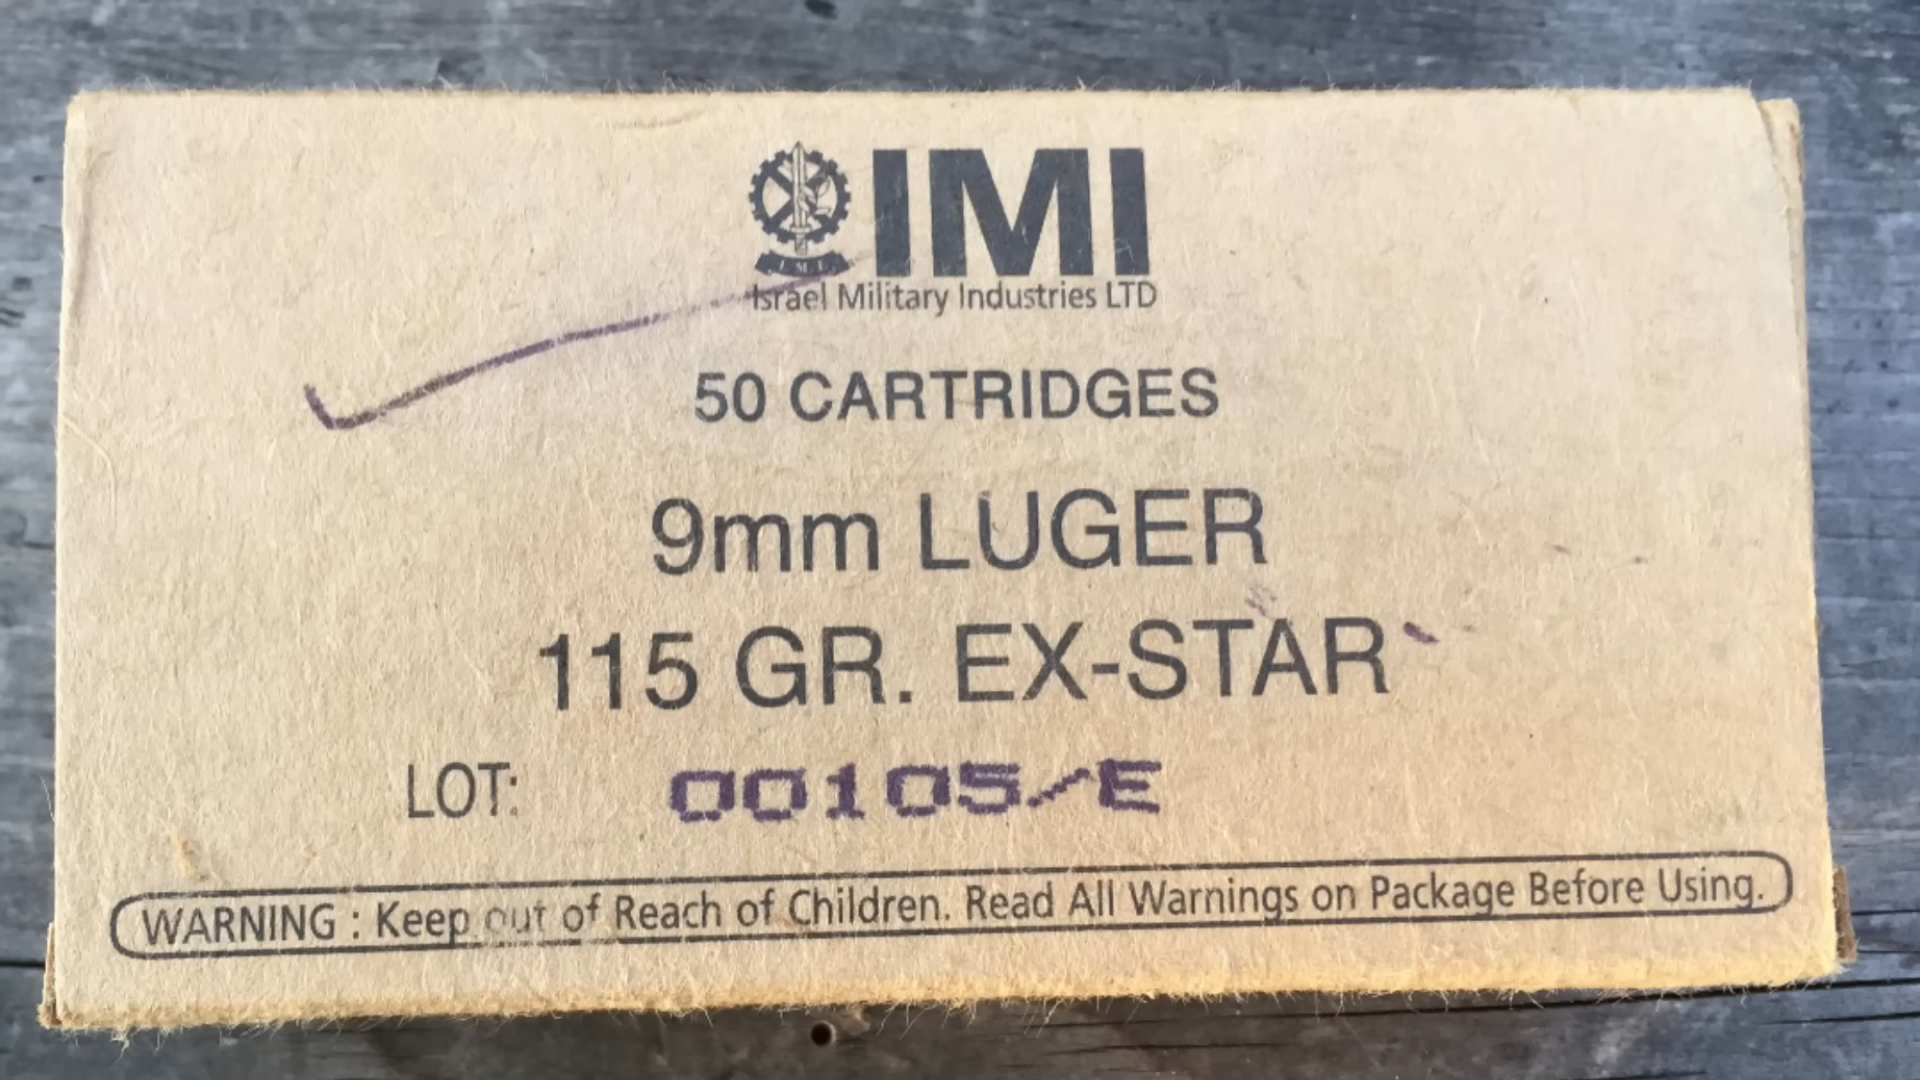 I.M.I.
IMI
Israel Military Industries LTD
50 CARTRIDGES
9mm LUGER
115 GR. EX-STAR
LOT: 00105/E
WARNING : Keep out of Reach of Children. Read All Warnings on Package Before Using.